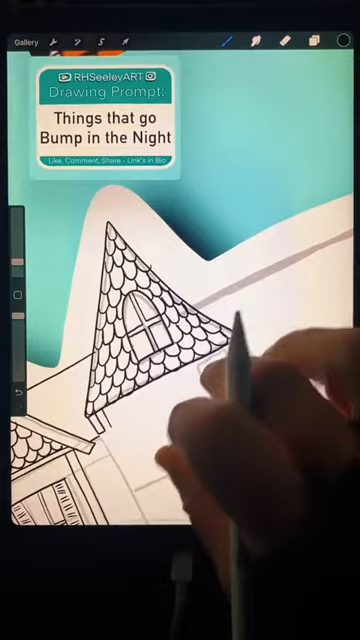 Gallery
RHSeeleyART
Drawing Prompt:
Things that go
Bump in the Night
Like, Comment, Share - Link's in Bio